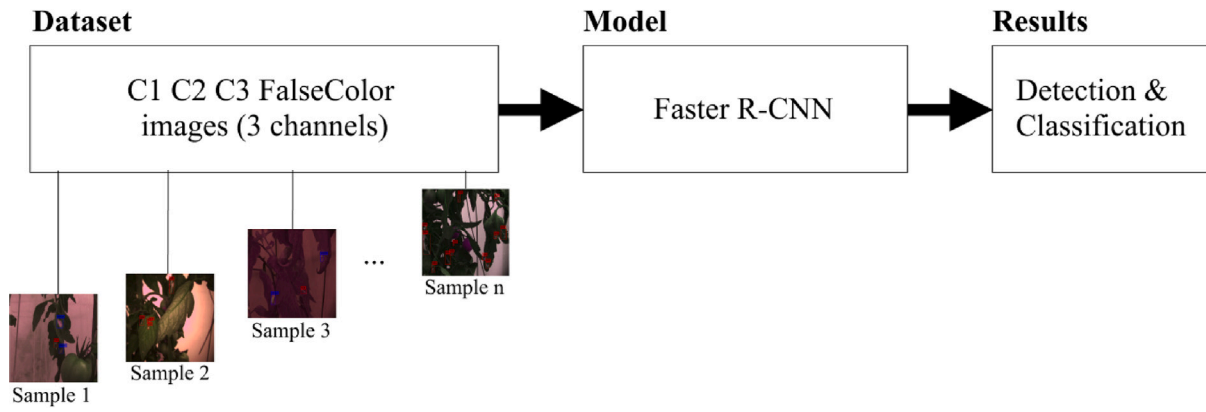 Dataset
Model
Results
C1 C2 C3 FalseColor
images (3 channels)
Faster R-CNN
Detection &
Classification
...
Sample n
Sample 3
Sample 2
Sample 1